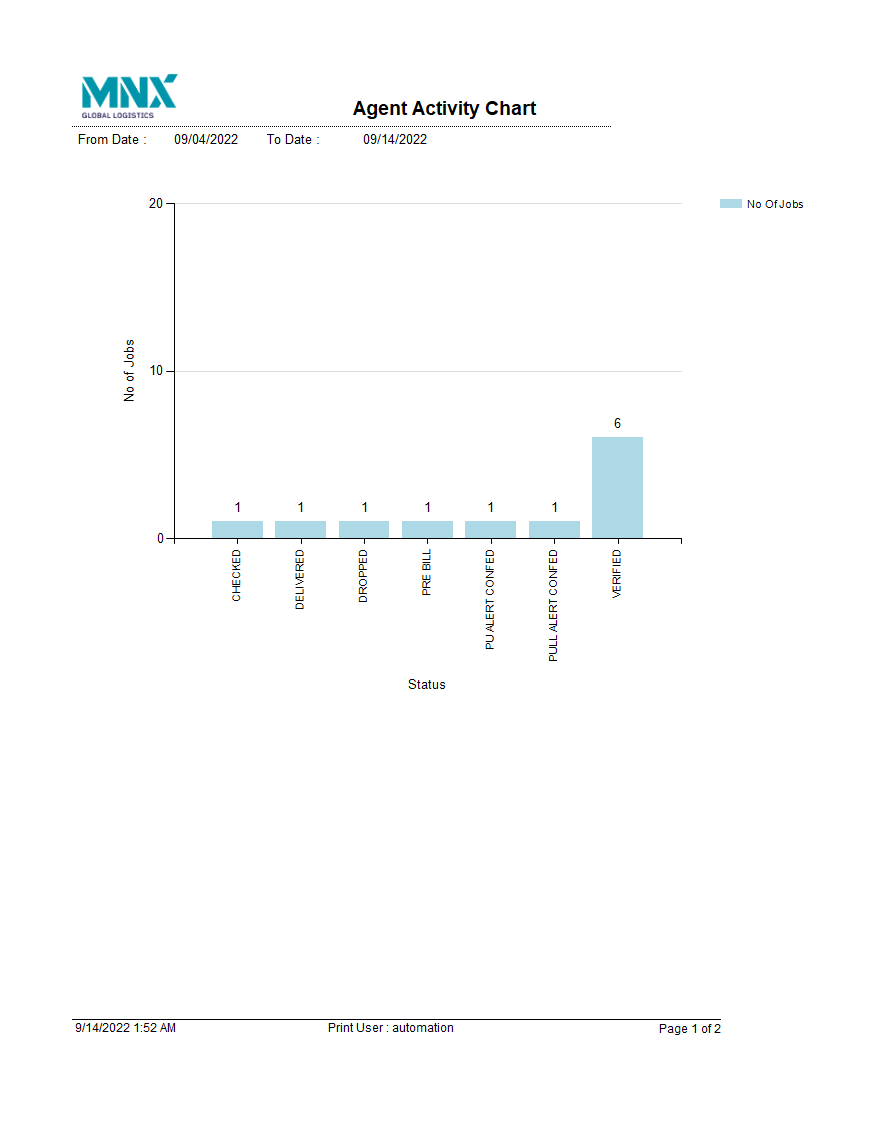 MNX
GLOBAL LOGISTICS
Agent Activity Chart
From Date : 09/04/2022 To Date : 09/14/2022
20
No Of Jobs
No of Jobs
10
6
1 1 1 1 1 1
0
CHECKED
DELIVERED
DROPPED
PRE BILL
PU ALERT CONFED
PULL ALERT CONFED
VERIFIED
Status
9/14/2022 1:52 AM Print User : automation Page 1 of 2